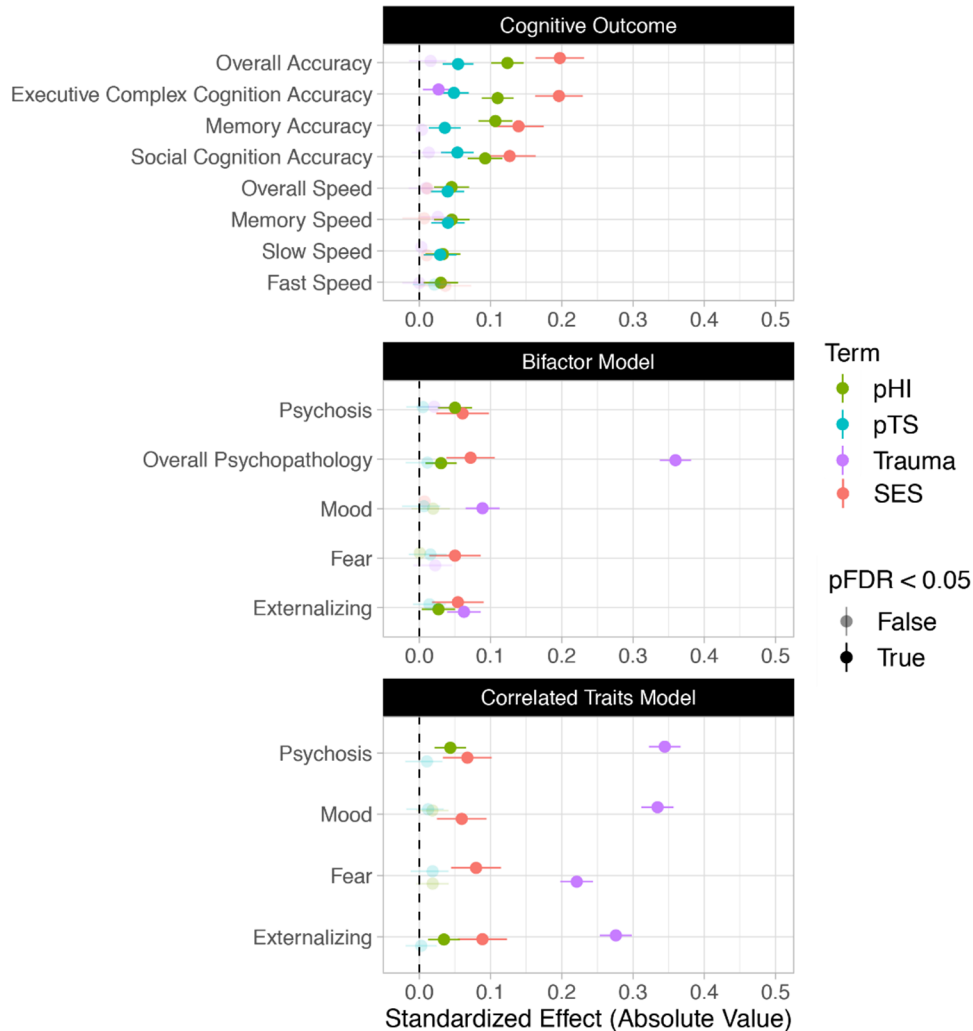 Cognitive Outcome
Overall Accuracy
Executive Complex Cognition Accuracy
Memory Accuracy
Social Cognition Accuracy
Overall Speed
Memory Speed
Slow Speed
Fast Speed
0.0 0.1 0.2 0.3 0.4 0.5
Bifactor Model
Psychosis
Overall Psychopathology
Mood
Fear
Externalizing
0.0 0.1 0.2 0.3 0.4 0.5
Correlated Traits Model
Psychosis
Mood
Fear
Externalizing
0.0 0.1 0.2 0.3 0.4 0.5
Standardized Effect (Absolute Value)
Term
pHI
pTS
Trauma
SES
pFDR < 0.05
False
True